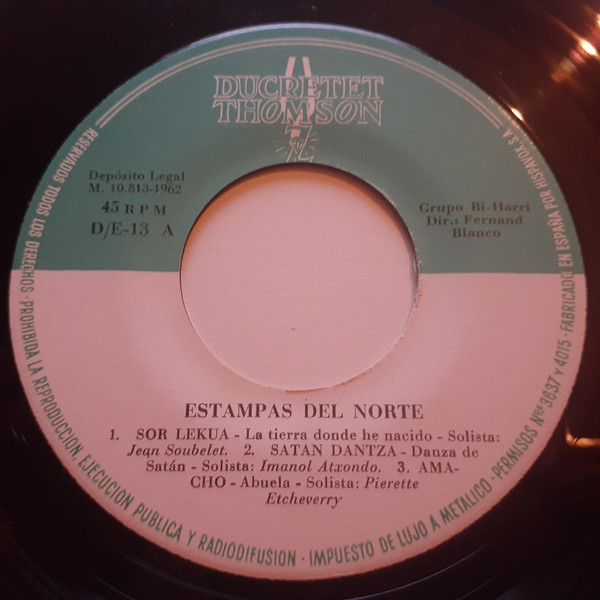 DUCRETET
THOMSON
Depósito Legal
M. 10.813-1962
45 RPM
D/E-13 A
Grupo Bi-Harri
Dir.: Fernand
Blanco
ESTAMPAS DEL NORTE
1. SOR LEKUA - La tierra donde he nacido - Solista:
Jean Soubelet. 2. SATAN DANTZA - Danza de
Satán - Solista: Imanol Atxondo. 3. AMA-
CHO - Abuela - Solista: Pierette
Etcheverry
RESERVADOS TODOS LOS DERECHOS · PROHIBIDA LA REPRODUCCION, EJECUCION PUBLICA Y RADIODIFUSION · IMPUESTO DE LUJO A METALICO · PERMISOS Nos 3637 Y 4015 · FABRICADO EN ESPAÑA POR HISPAVOX, S.A.